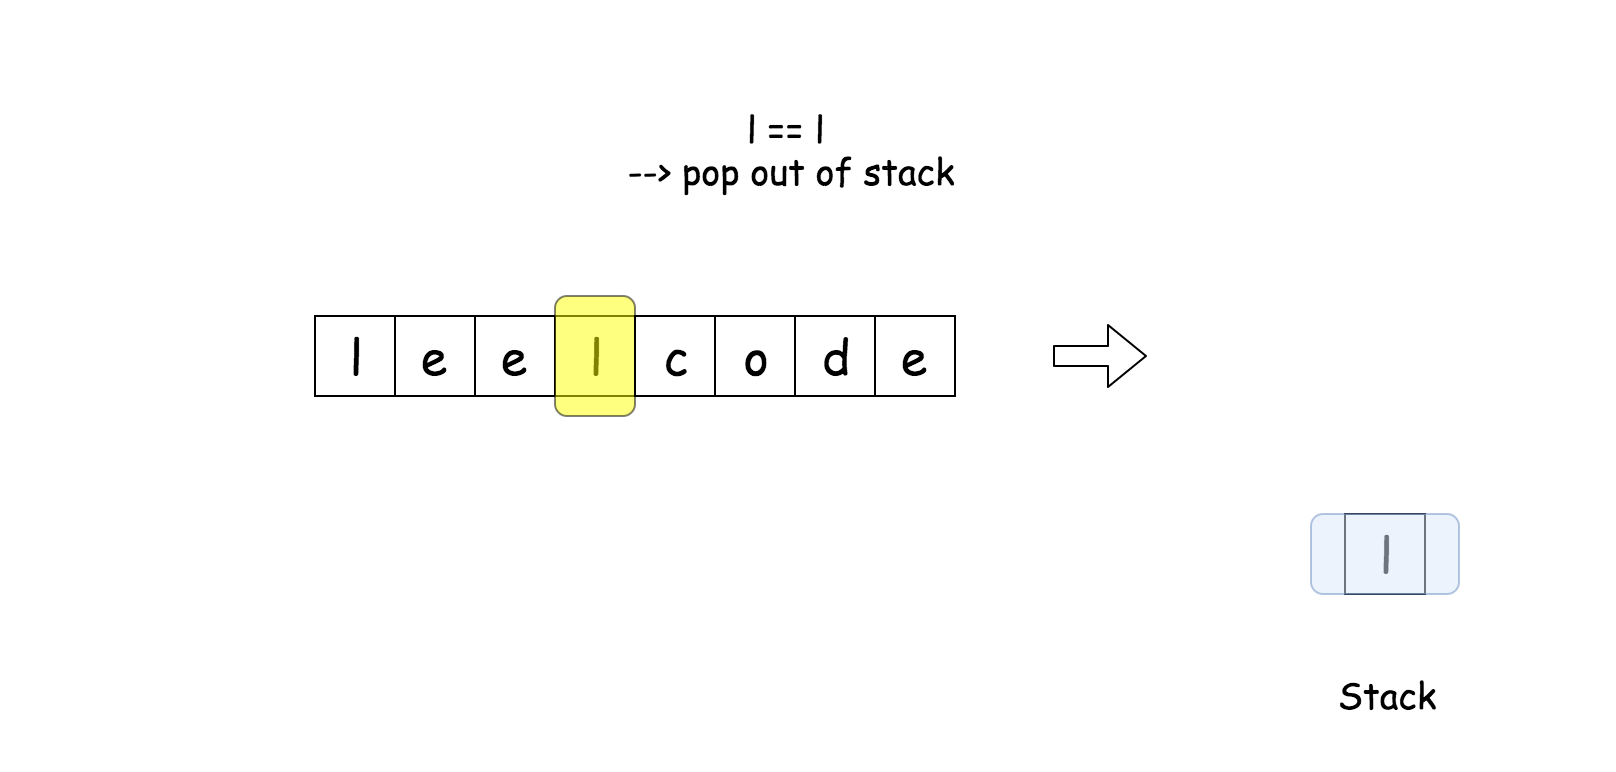 l == l
--> pop out of stack
l e e l c o d e
l
Stack